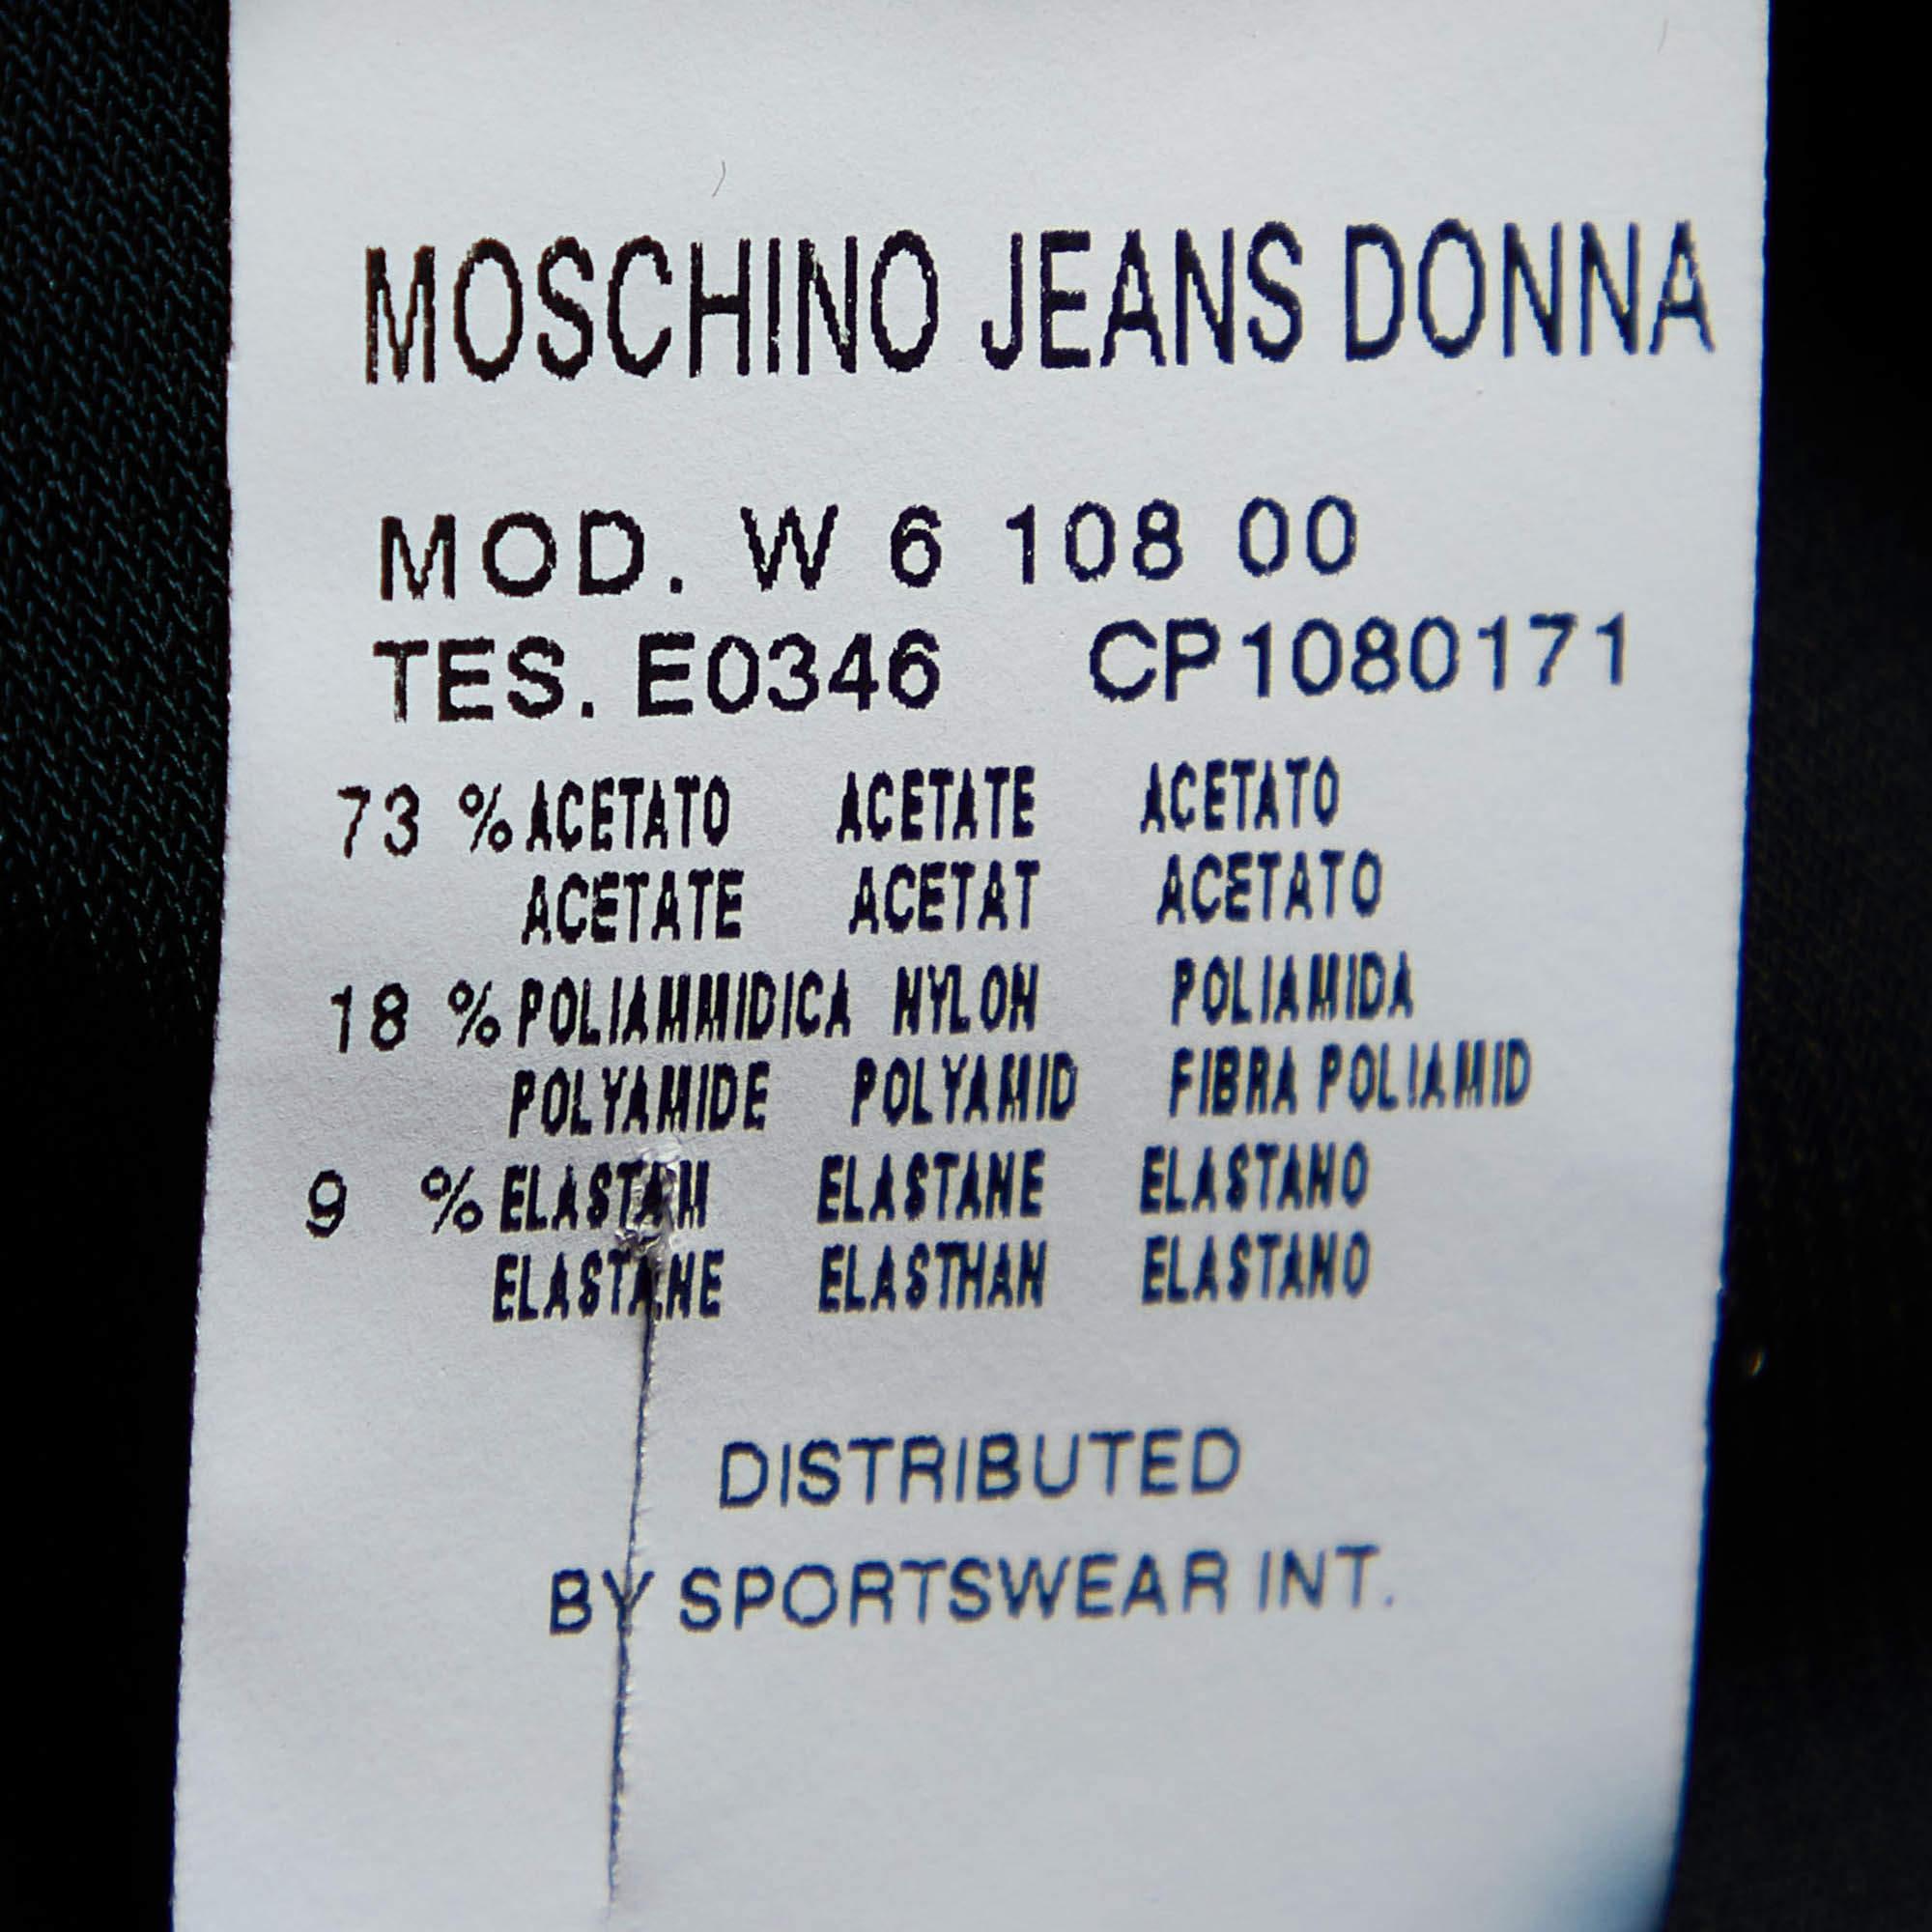 MOSCHINO JEANS DONNA
MOD. W 6 108 00
TES. E0346 CP1080171
73 % ACETATO ACETATE ACETATO
ACETATE ACETAT ACETATO
18 % POLIAMMIDICA NYLON POLIAMIDA
POLYAMIDE POLYAMID FIBRA POLIAMID
9 % ELASTAM ELASTANE ELASTANO
ELASTANE ELASTHAN ELASTANO
DISTRIBUTED
BY SPORTSWEAR INT.